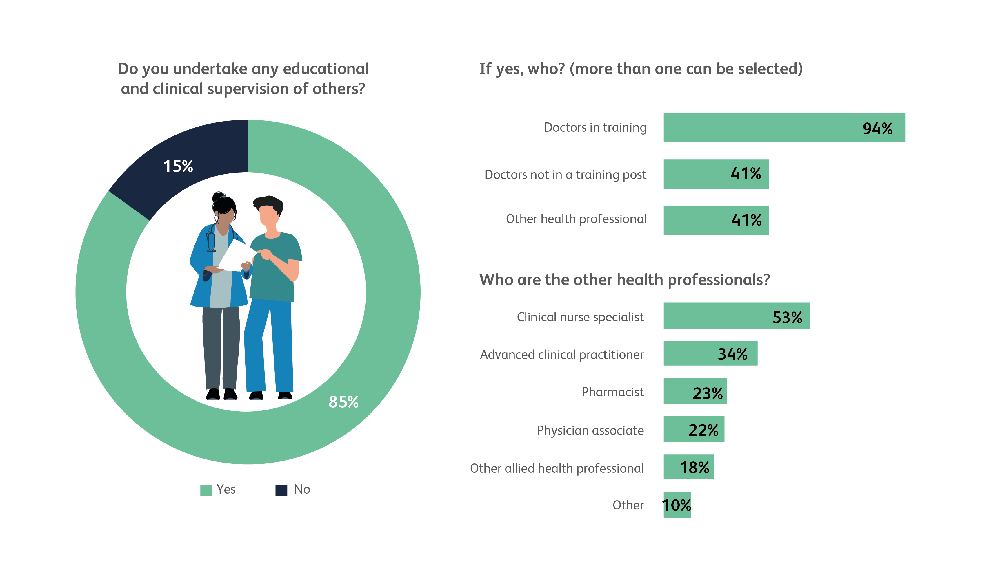 Do you undertake any educational
and clinical supervision of others?
15%
85%
Yes
No
If yes, who? (more than one can be selected)
Doctors in training
94%
Doctors not in a training post
41%
Other health professional
41%
Who are the other health professionals?
Clinical nurse specialist
53%
Advanced clinical practitioner
34%
Pharmacist
23%
Physician associate
22%
Other allied health professional
18%
Other
10%